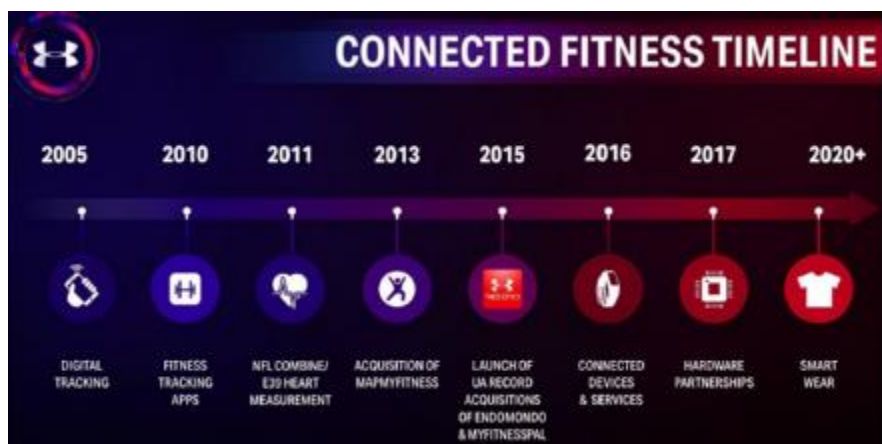 CONNECTED FITNESS TIMELINE
2005 2010 2011 2013 2015 2016 2017 2020+
DIGITAL
TRACKING
FITNESS
TRACKING
APPS
NFL COMBINE/
E39 HEART
MEASUREMENT
ACQUISITION OF
MAPMYFITNESS
LAUNCH OF
UA RECORD
ACQUISITIONS
OF ENDOMONDO
& MYFITNESSPAL
CONNECTED
DEVICES
& SERVICES
HARDWARE
PARTNERSHIPS
SMART
WEAR